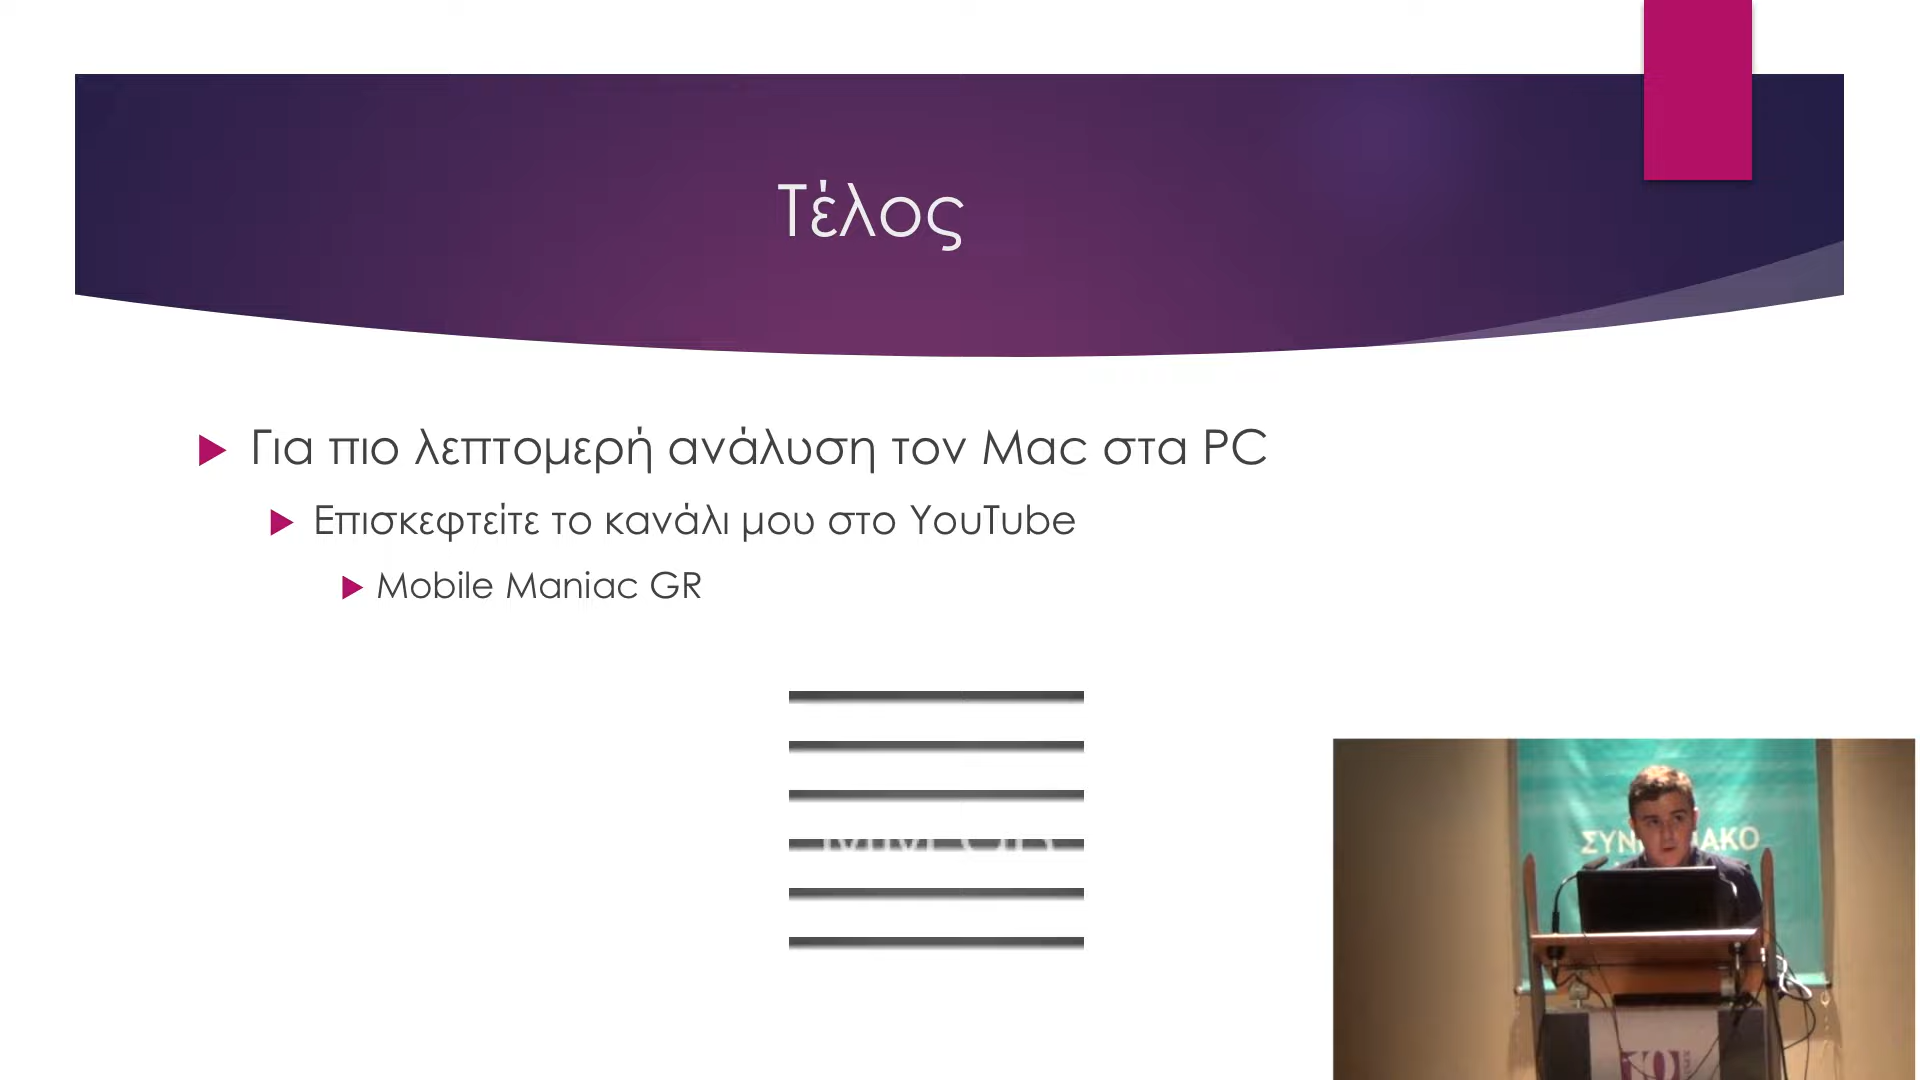 Τέλος
Για πιο λεπτομερή ανάλυση τον Mac στα PC
Επισκεφτείτε το κανάλι μου στο YouTube
Mobile Maniac GR